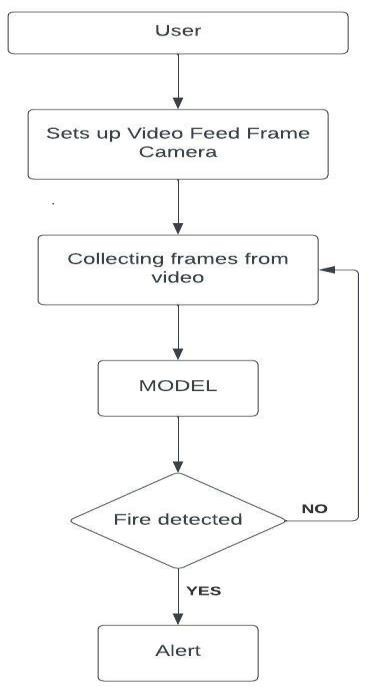 User
Sets up Video Feed Frame
Camera
Collecting frames from
video
MODEL
Fire detected
NO
YES
Alert